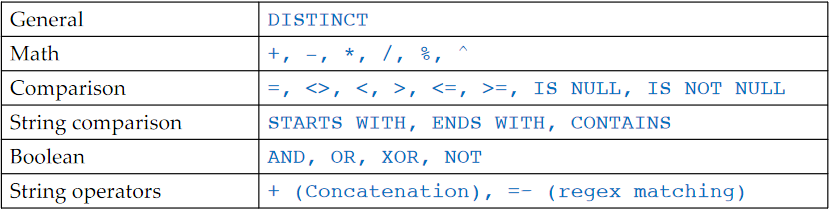 General DISTINCT
Math +, -, *, /, %, ^
Comparison =, <>, <, >, <=, >=, IS NULL, IS NOT NULL
String comparison STARTS WITH, ENDS WITH, CONTAINS
Boolean AND, OR, XOR, NOT
String operators + (Concatenation), =- (regex matching)